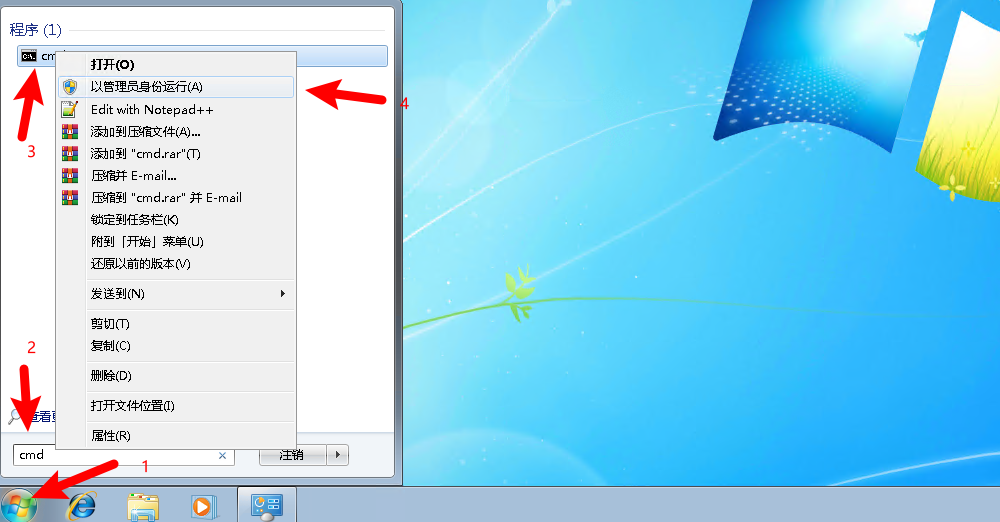 程序 (1)
打开(O)
以管理员身份运行(A)
4
Edit with Notepad++
添加到压缩文件(A)...
3
添加到 "cmd.rar"(T)
压缩并 E-mail...
压缩到 "cmd.rar" 并 E-mail
锁定到任务栏(K)
附到「开始」菜单(U)
还原以前的版本(V)
发送到(N)
剪切(T)
2
复制(C)
删除(D)
打开文件位置(I)
查看
属性(R)
cmd
注销
1